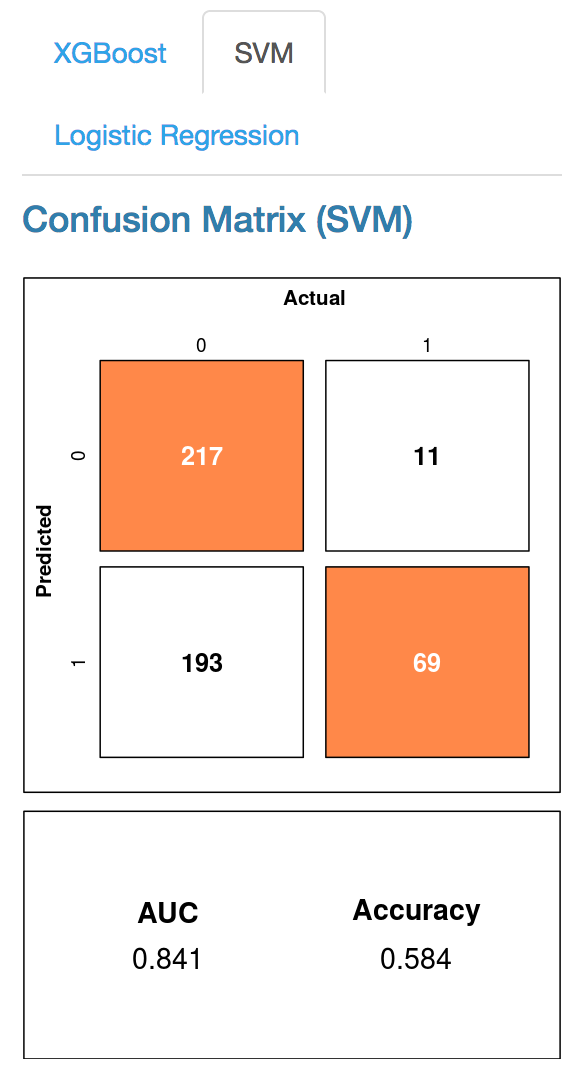 XGBoost SVM
Logistic Regression
Confusion Matrix (SVM)
Actual
0 1
0 217 11
Predicted
1 193 69
AUC Accuracy
0.841 0.584